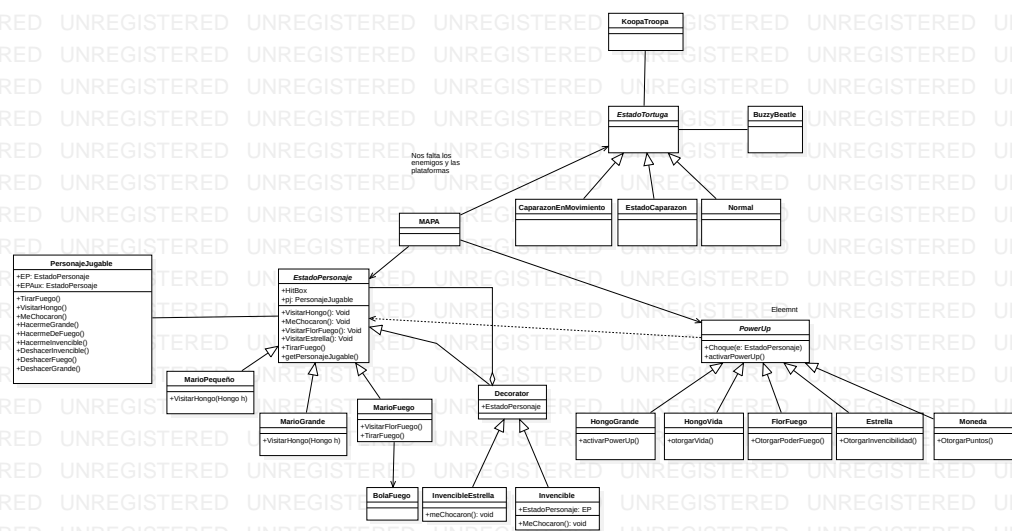 KoopaTroopa
EstadoTortuga
BuzzyBeatle
Nos falta los
enemigos y las
plataformas
CaparazonEnMovimiento
EstadoCaparazon
Normal
MAPA
PersonajeJugable
+EP: EstadoPersonaje
+EPAux: EstadoPersoaje
+TirarFuego()
+VisitarHongo()
+MeChocaron()
+HacermeGrande()
+HacermeDeFuego()
+HacermeInvencible()
+DeshacerInvencible()
+DeshacerFuego()
+DeshacerGrande()
EstadoPersonaje
+HitBox
+pj: PersonajeJugable
+VisitarHongo(): Void
+MeChocaron(): Void
+VisitarFlorFuego(): Void
+VisitarEstrella(): Void
+TirarFuego()
+getPersonajeJugable()
Eleemnt
PowerUp
+Choque(e: EstadoPersonaje)
+activarPowerUp()
MarioPequeño
+VisitarHongo(Hongo h)
MarioGrande
+VisitarHongo(Hongo h)
MarioFuego
+VisitarFlorFuego()
+TirarFuego()
Decorator
+EstadoPersonaje
HongoGrande
+activarPowerUp()
HongoVida
+otorgarVida()
FlorFuego
+OtorgarPoderFuego()
Estrella
+OtorgarInvencibilidad()
Moneda
+OtorgarPuntos()
BolaFuego
InvencibleEstrella
+meChocaron(): void
Invencible
+EstadoPersonaje: EP
+MeChocaron(): void
UNREGISTERED